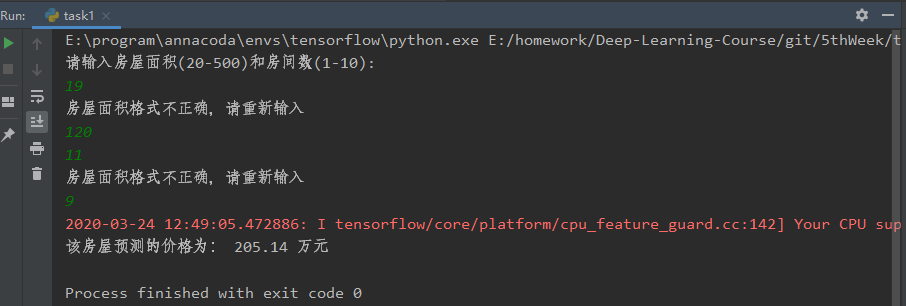 Run: task1
E:\program\annacoda\envs\tensorflow\python.exe E:/homework/Deep-Learning-Course/git/5thWeek/t
请输入房屋面积(20-500)和房间数(1-10):
19
房屋面积格式不正确, 请重新输入
120
11
房屋面积格式不正确, 请重新输入
9
2020-03-24 12:49:05.472886: I tensorflow/core/platform/cpu_feature_guard.cc:142] Your CPU sup
该房屋预测的价格为: 205.14 万元
Process finished with exit code 0